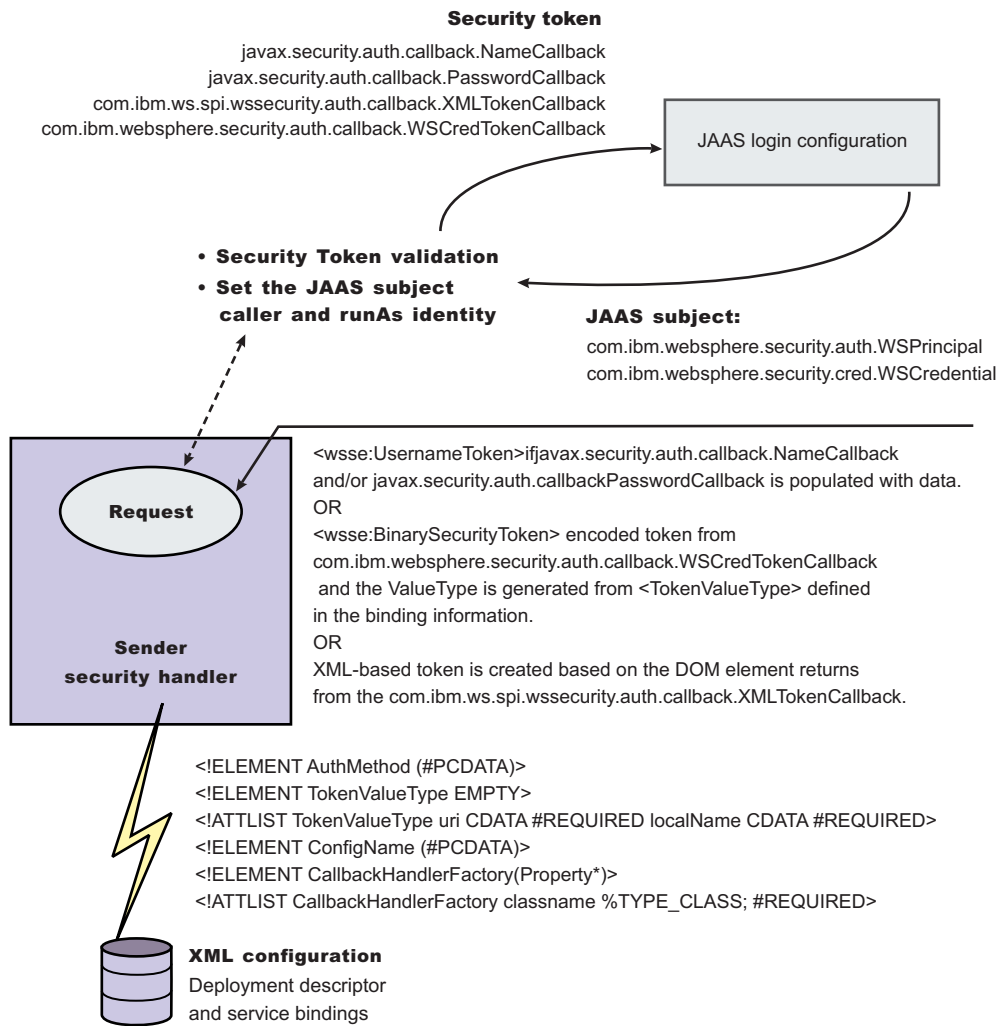 Security token
javax.security.auth.callback.NameCallback
javax.security.auth.callback.PasswordCallback
com.ibm.ws.spi.wssecurity.auth.callback.XMLTokenCallback
com.ibm.websphere.security.auth.callback.WSCredTokenCallback
JAAS login configuration
• Security Token validation
• Set the JAAS subject
caller and runAs identity
JAAS subject:
com.ibm.websphere.security.auth.WSPrincipal
com.ibm.websphere.security.cred.WSCredential
<wsse:UsernameToken>ifjavax.security.auth.callback.NameCallback
and/or javax.security.auth.callbackPasswordCallback is populated with data.
OR
<wsse:BinarySecurityToken> encoded token from
com.ibm.websphere.security.auth.callback.WSCredTokenCallback
and the ValueType is generated from <TokenValueType> defined
in the binding information.
OR
XML-based token is created based on the DOM element returns
from the com.ibm.ws.spi.wssecurity.auth.callback.XMLTokenCallback.
Request
Sender
security handler
<!ELEMENT AuthMethod (#PCDATA)>
<!ELEMENT TokenValueType EMPTY>
<!ATTLIST TokenValueType uri CDATA #REQUIRED localName CDATA #REQUIRED>
<!ELEMENT ConfigName (#PCDATA)>
<!ELEMENT CallbackHandlerFactory(Property*)>
<!ATTLIST CallbackHandlerFactory classname %TYPE_CLASS; #REQUIRED>
XML configuration
Deployment descriptor
and service bindings